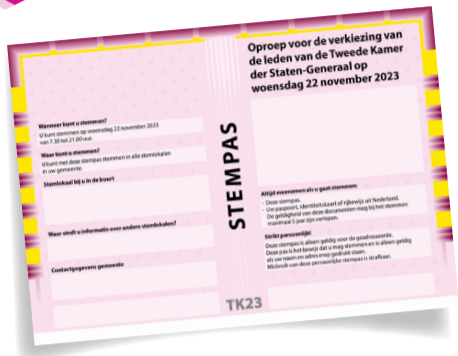 Wanneer kunt u stemmen?
U kunt stemmen op woensdag 22 november 2023
van 7.30 tot 21.00 uur.
Waar kunt u stemmen?
U kunt met deze stempas stemmen in alle stemlokalen
in uw gemeente.
Stemlokaal bij u in de buurt
Waar vindt u informatie over andere stemlokalen?
Contactgegevens gemeente
STEMPAS
TK23
Oproep voor de verkiezing van
de leden van de Tweede Kamer
der Staten-Generaal op
woensdag 22 november 2023
Altijd meenemen als u gaat stemmen:
- Deze stempas.
- Uw paspoort, identiteitskaart of rijbewijs uit Nederland.
De geldigheid van deze documenten mag bij het stemmen
maximaal 5 jaar zijn verlopen.
Strikt persoonlijk!
Deze stempas is alleen geldig voor de geadresseerde.
Deze pas is het bewijs dat u mag stemmen en is alleen geldig
als uw naam en adres erop gedrukt staan.
Misbruik van deze persoonlijke stempas is strafbaar.